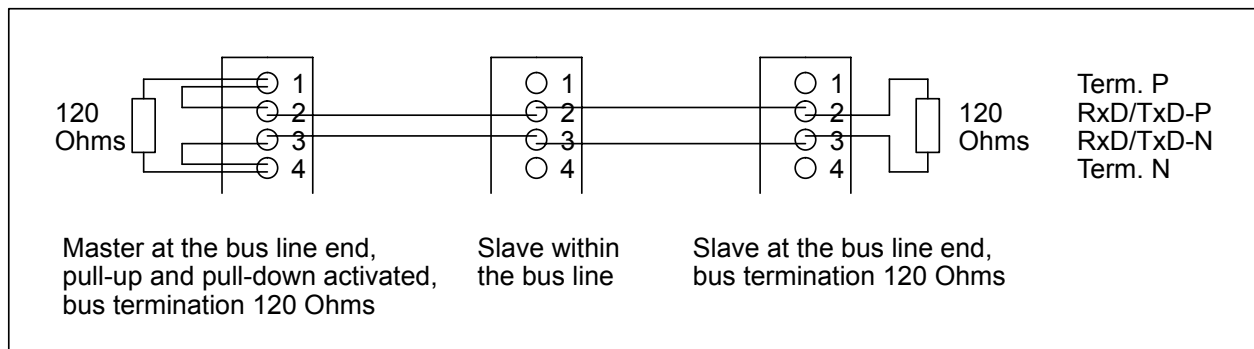 1 1 1 Term. P
120 2 2 2 120 RxD/TxD-P
Ohms 3 3 3 Ohms RxD/TxD-N
4 4 4 Term. N
Master at the bus line end,
pull-up and pull-down activated,
bus termination 120 Ohms
Slave within
the bus line
Slave at the bus line end,
bus termination 120 Ohms